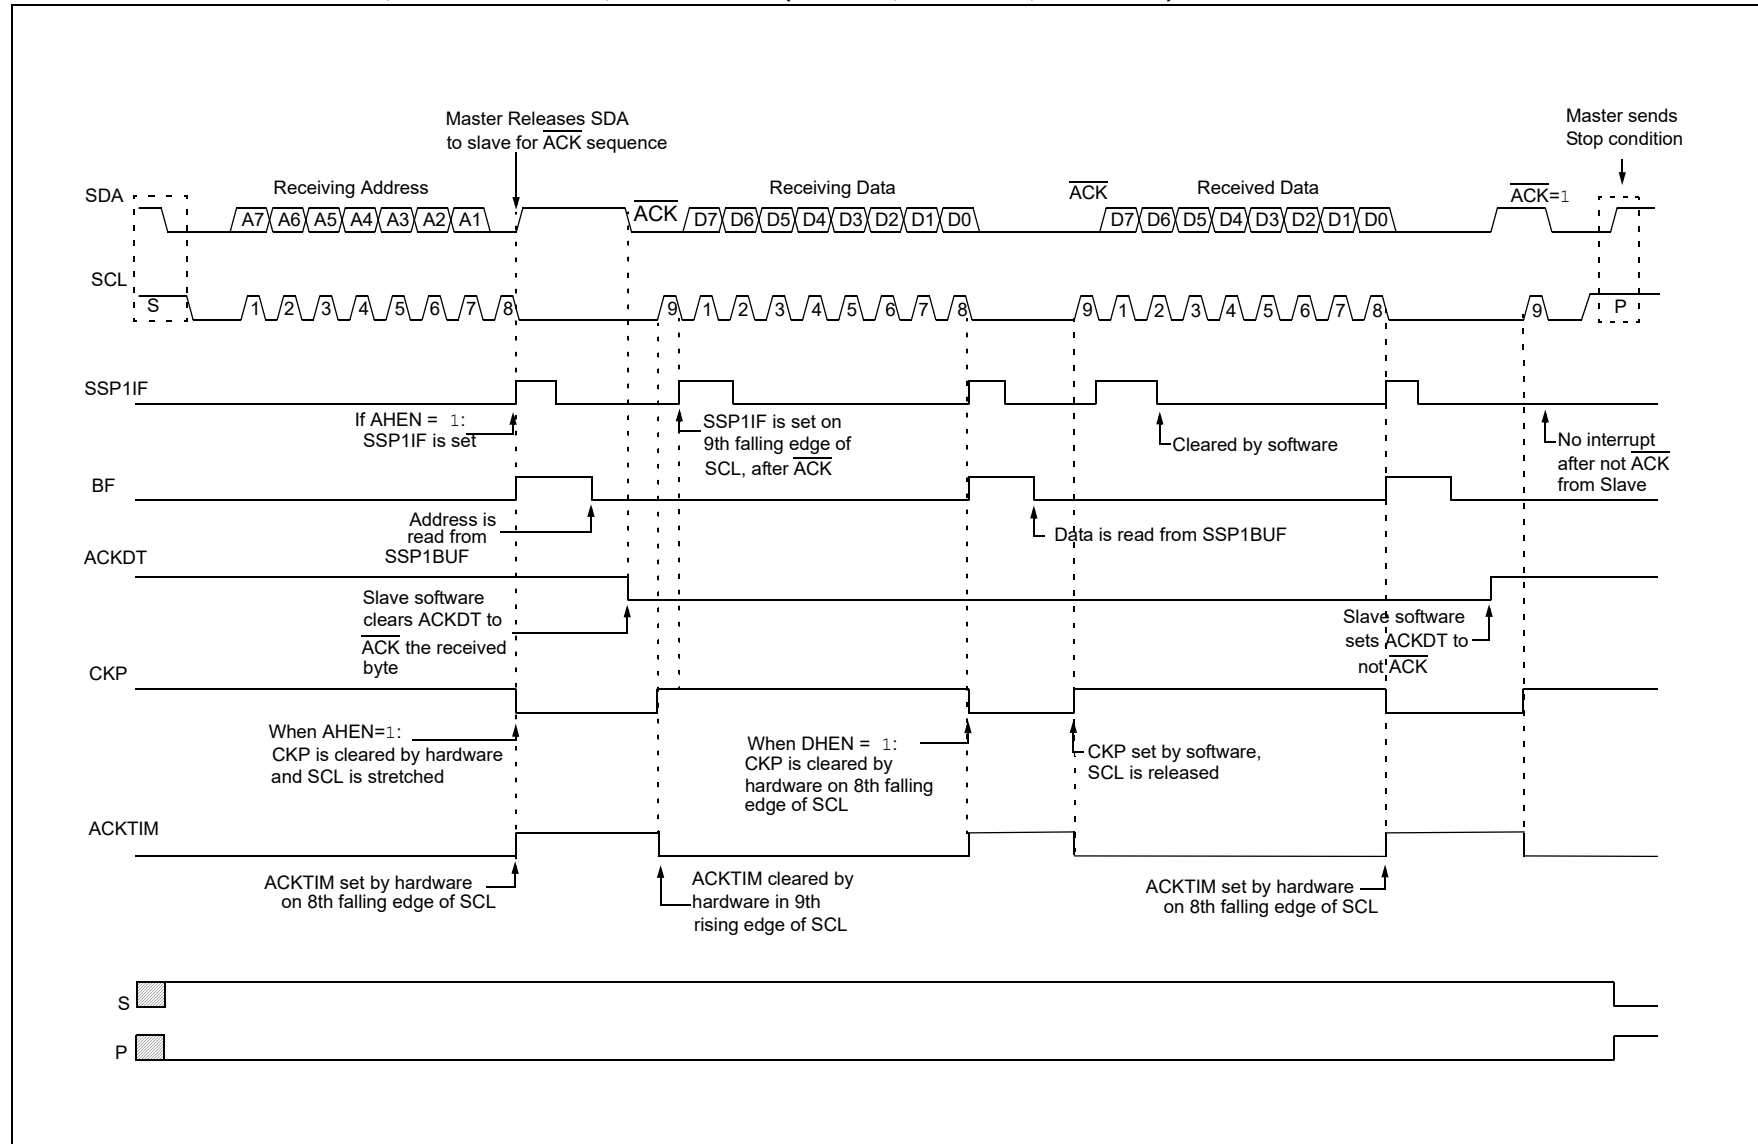 Master Releases SDA
to slave for ACK sequence
Master sends
Stop condition
SDA
Receiving Address
ACK
Receiving Data
ACK
Received Data
ACK=1
A7 A6 A5 A4 A3 A2 A1
D7 D6 D5 D4 D3 D2 D1 D0
D7 D6 D5 D4 D3 D2 D1 D0
SCL
S
1 2 3 4 5 6 7 8
9 1 2 3 4 5 6 7 8
9 1 2 3 4 5 6 7 8
9
P
SSP1IF
If AHEN = 1:
SSP1IF is set
SSP1IF is set on
9th falling edge of
SCL, after ACK
Cleared by software
No interrupt
after not ACK
from Slave
BF
Address is
read from
SSP1BUF
Data is read from SSP1BUF
ACKDT
Slave software
clears ACKDT to
ACK the received
byte
Slave software
sets ACKDT to
not ACK
CKP
When AHEN=1:
CKP is cleared by hardware
and SCL is stretched
When DHEN = 1:
CKP is cleared by
hardware on 8th falling
edge of SCL
CKP set by software,
SCL is released
ACKTIM
ACKTIM set by hardware
on 8th falling edge of SCL
ACKTIM cleared by
hardware in 9th
rising edge of SCL
ACKTIM set by hardware
on 8th falling edge of SCL
S
P